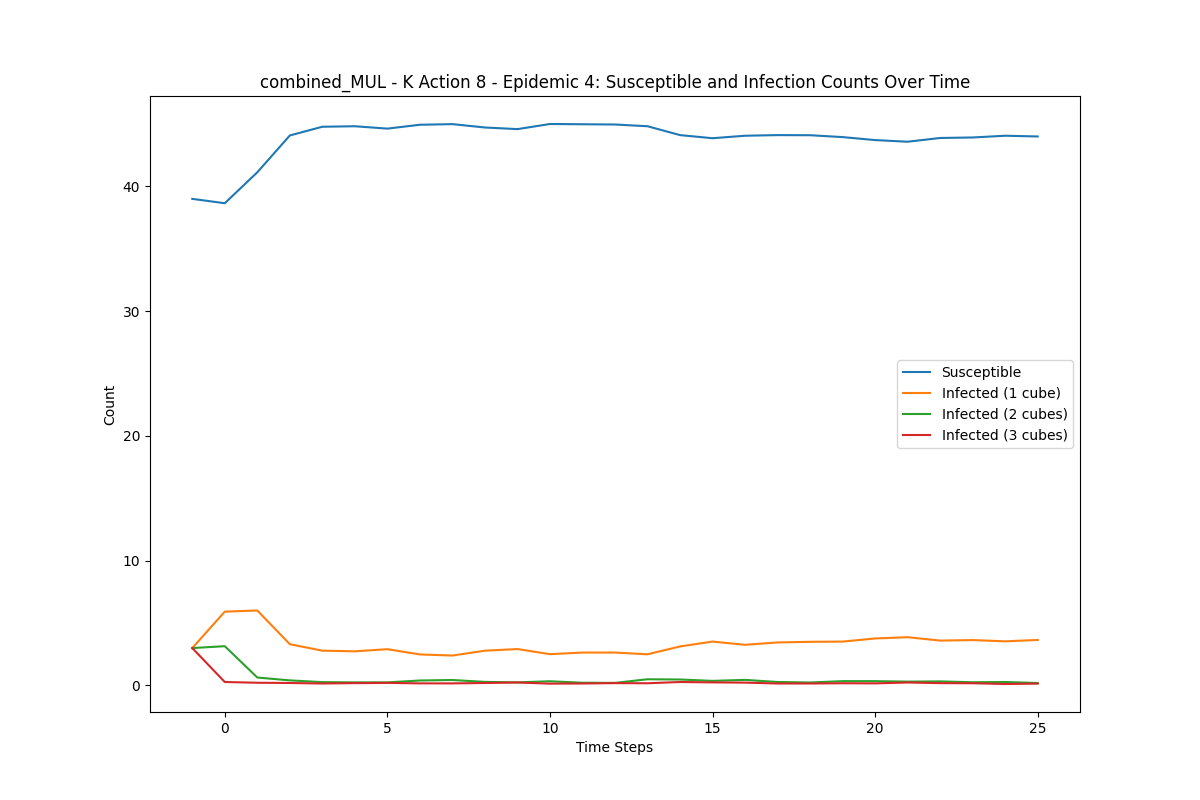 combined_MUL - K Action 8 - Epidemic 4: Susceptible and Infection Counts Over Time
Count
40
30
20
10
0
Susceptible
Infected (1 cube)
Infected (2 cubes)
Infected (3 cubes)
0 5 10 15 20 25
Time Steps